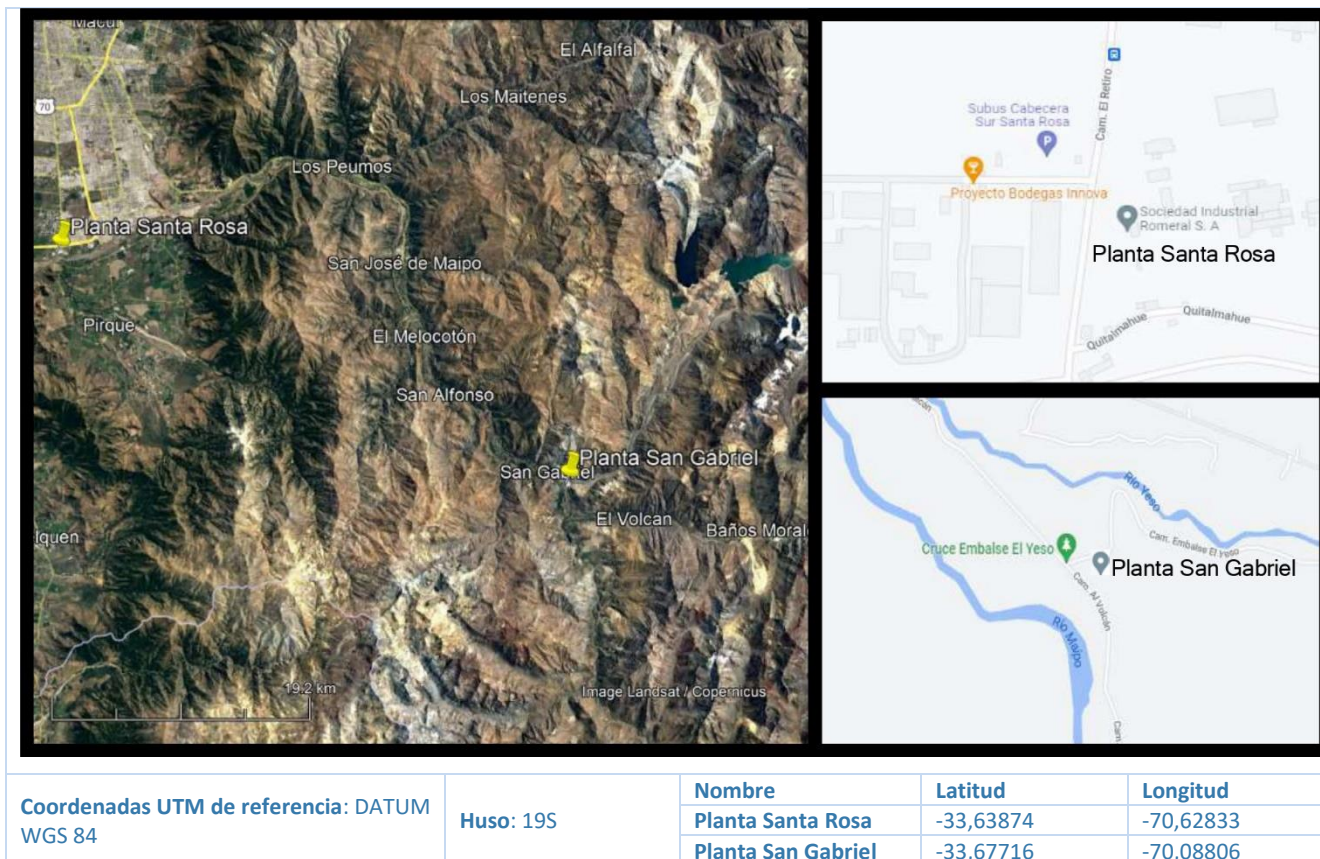 Macul
El Alfalfal
Los Maitenes
70
Los Peumos
Planta Santa Rosa
San José de Maipo
Pirque
El Melocotón
San Alfonso
Planta San Gabriel
San Gabriel
El Volcan
Baños Moral
lquen
19.2 km
Image Landsat / Copernicus
Cam. El Retiro
Subus Cabecera
Sur Santa Rosa
P
Proyecto Bodegas Innova
Sociedad Industrial
Romeral S. A
Planta Santa Rosa
Quitalmahue
Quitalmahue
Río Yeso
Cruce Embalse El Yeso
Cam. Embalse El Yeso
Planta San Gabriel
Cam. Al Volcán
Río Maipo
Cam.
Coordenadas UTM de referencia: DATUM
WGS 84
Huso: 19S
Nombre Latitud Longitud
Planta Santa Rosa -33,63874 -70,62833
Planta San Gabriel -33,67716 -70,08806